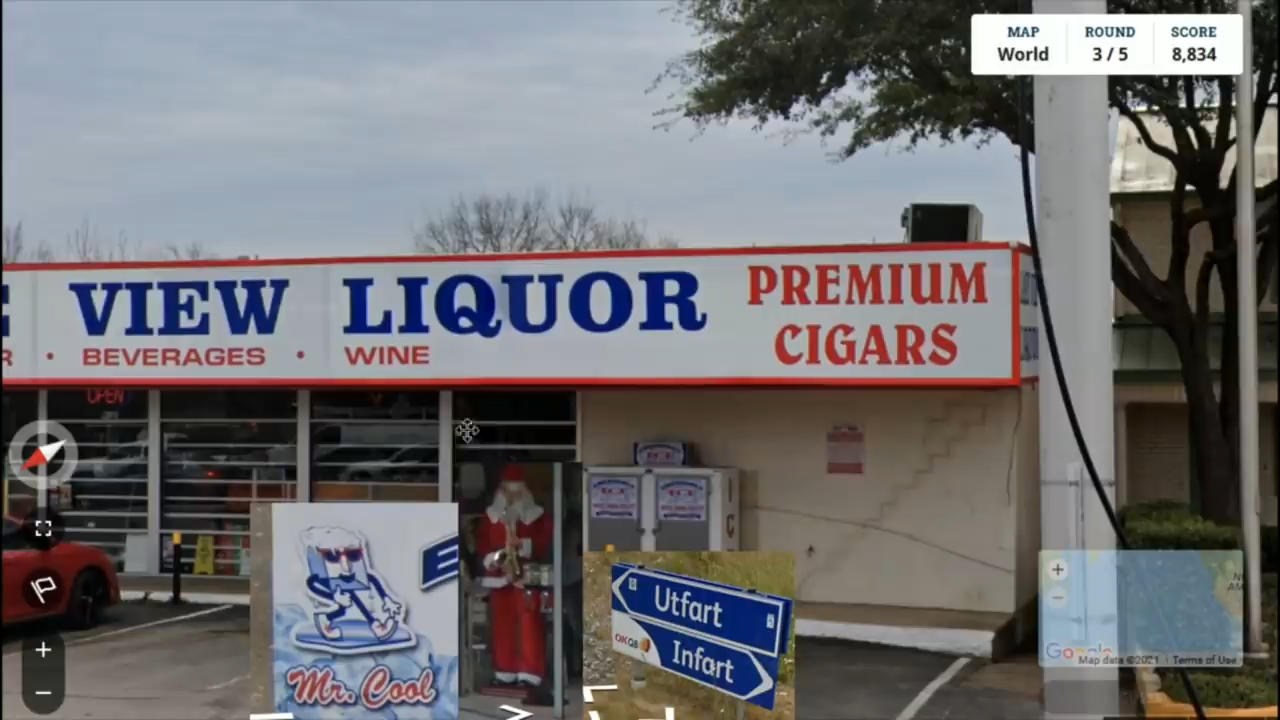 MAP ROUND SCORE
World 3 / 5 8,834
VIEW LIQUOR PREMIUM CIGARS
R • BEVERAGES • WINE
OPEN
Mr. Cool
Utfart
OKQ8 Infart
Google Map data ©2021 Terms of Use